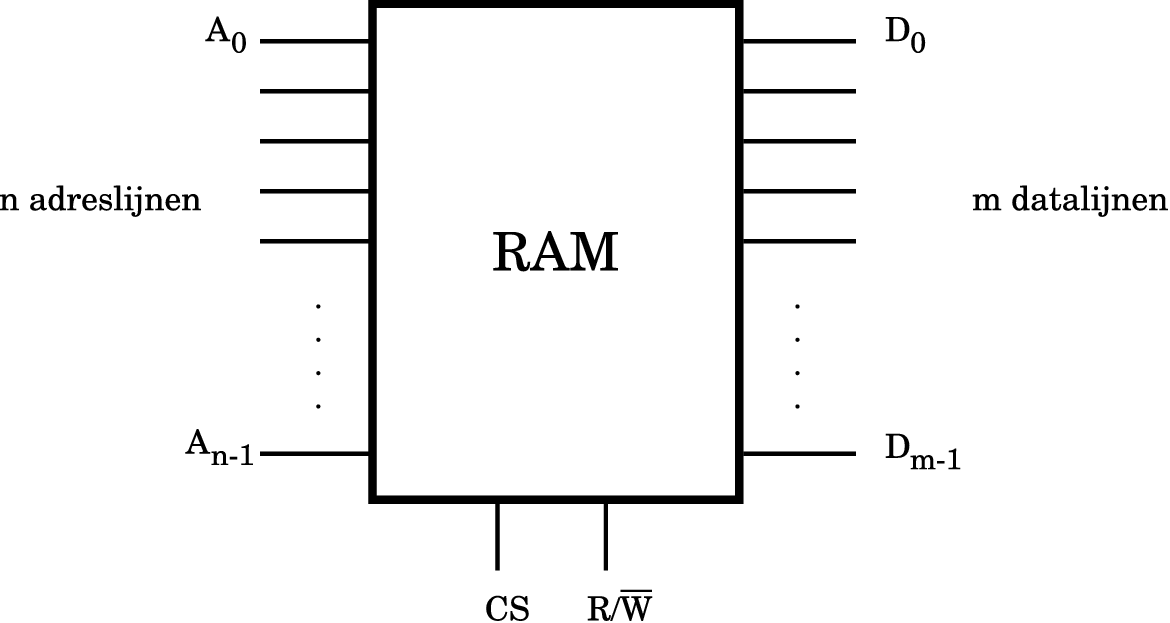 A₀
D₀
n adreslijnen
m datalijnen
RAM
Aₙ₋₁
Dₘ₋₁
CS
R/W̅